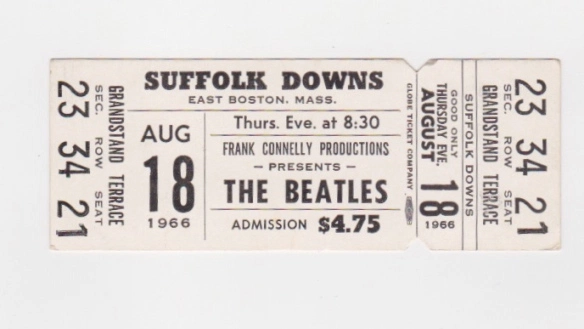 GRANDSTAND TERRACE
SEC. ROW SEAT
23 34 21
SUFFOLK DOWNS
EAST BOSTON, MASS.
AUG
18
1966
Thurs. Eve. at 8:30
FRANK CONNELLY PRODUCTIONS
– PRESENTS –
THE BEATLES
ADMISSION $4.75
GLOBE TICKET COMPANY
GOOD ONLY
THURSDAY EVE.
AUGUST
18
1966
SUFFOLK DOWNS
GRANDSTAND TERRACE
SEC. ROW SEAT
23 34 21